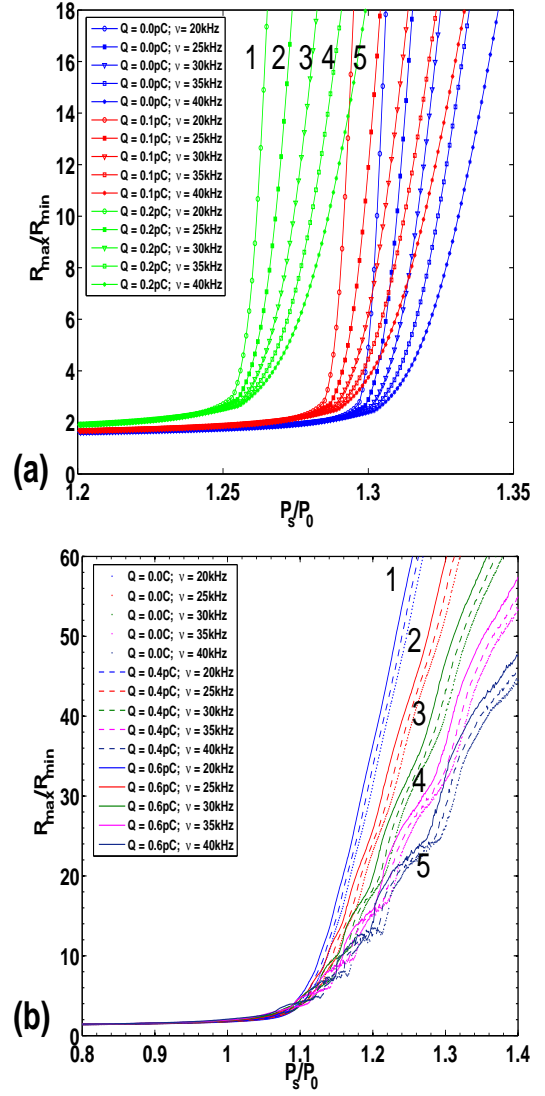 18
16
14
12
10
8
6
4
2
0
R_max/R_min
Q = 0.0pC; ν= 20kHz
Q = 0.0pC; ν = 25kHz
Q = 0.0pC; ν = 30kHz
Q = 0.0pC; ν = 35kHz
Q = 0.0pC; ν = 40kHz
Q = 0.1pC; ν = 20kHz
Q = 0.1pC; ν = 25kHz
Q = 0.1pC; ν = 30kHz
Q = 0.1pC; ν = 35kHz
Q = 0.1pC; ν = 40kHz
Q = 0.2pC; ν = 20kHz
Q = 0.2pC; ν = 25kHz
Q = 0.2pC; ν = 30kHz
Q = 0.2pC; ν = 35kHz
Q = 0.2pC; ν = 40kHz
1 2 3 4 5
(a)
1.2 1.25 1.3 1.35
P_s/P_0
60
50
40
30
20
10
0
R_max/R_min
Q = 0.0C; ν = 20kHz
Q = 0.0C; ν = 25kHz
Q = 0.0C; ν = 30kHz
Q = 0.0C; ν = 35kHz
Q = 0.0C; ν = 40kHz
Q = 0.4pC; ν = 20kHz
Q = 0.4pC; ν = 25kHz
Q = 0.4pC; ν = 30kHz
Q = 0.4pC; ν = 35kHz
Q = 0.4pC; ν = 40kHz
Q = 0.6pC; ν = 20kHz
Q = 0.6pC; ν = 25kHz
Q = 0.6pC; ν = 30kHz
Q = 0.6pC; ν = 35kHz
Q = 0.6pC; ν = 40kHz
1
2
3
4
5
(b)
0.8 0.9 1 1.1 1.2 1.3 1.4
P_s/P_0